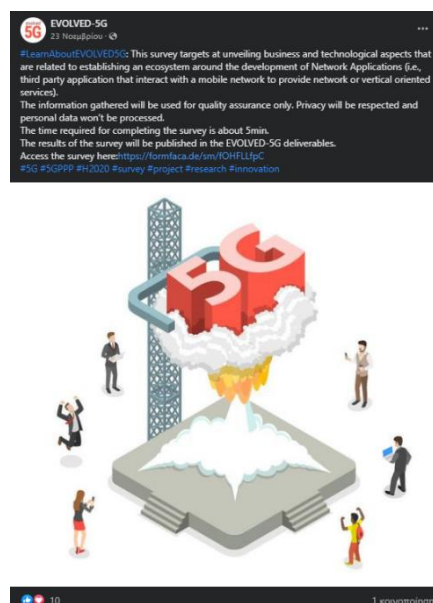 EVOLVED-5G
23 Νοεμβρίου
#LearnAboutEVOLVED5G: This survey targets at unveiling business and technological aspects that
are related to establishing an ecosystem around the development of Network Applications (i.e.,
third party application that interact with a mobile network to provide network or vertical oriented
services).
The information gathered will be used for quality assurance only. Privacy will be respected and
personal data won't be processed.
The time required for completing the survey is about 5min.
The results of the survey will be published in the EVOLVED-5G deliverables.
Access the survey here:https://formfaca.de/sm/fOHFLLfpC
#5G #5GPPP #H2020 #survey #project #research #innovation
5G
10
1 κοινοποίηση